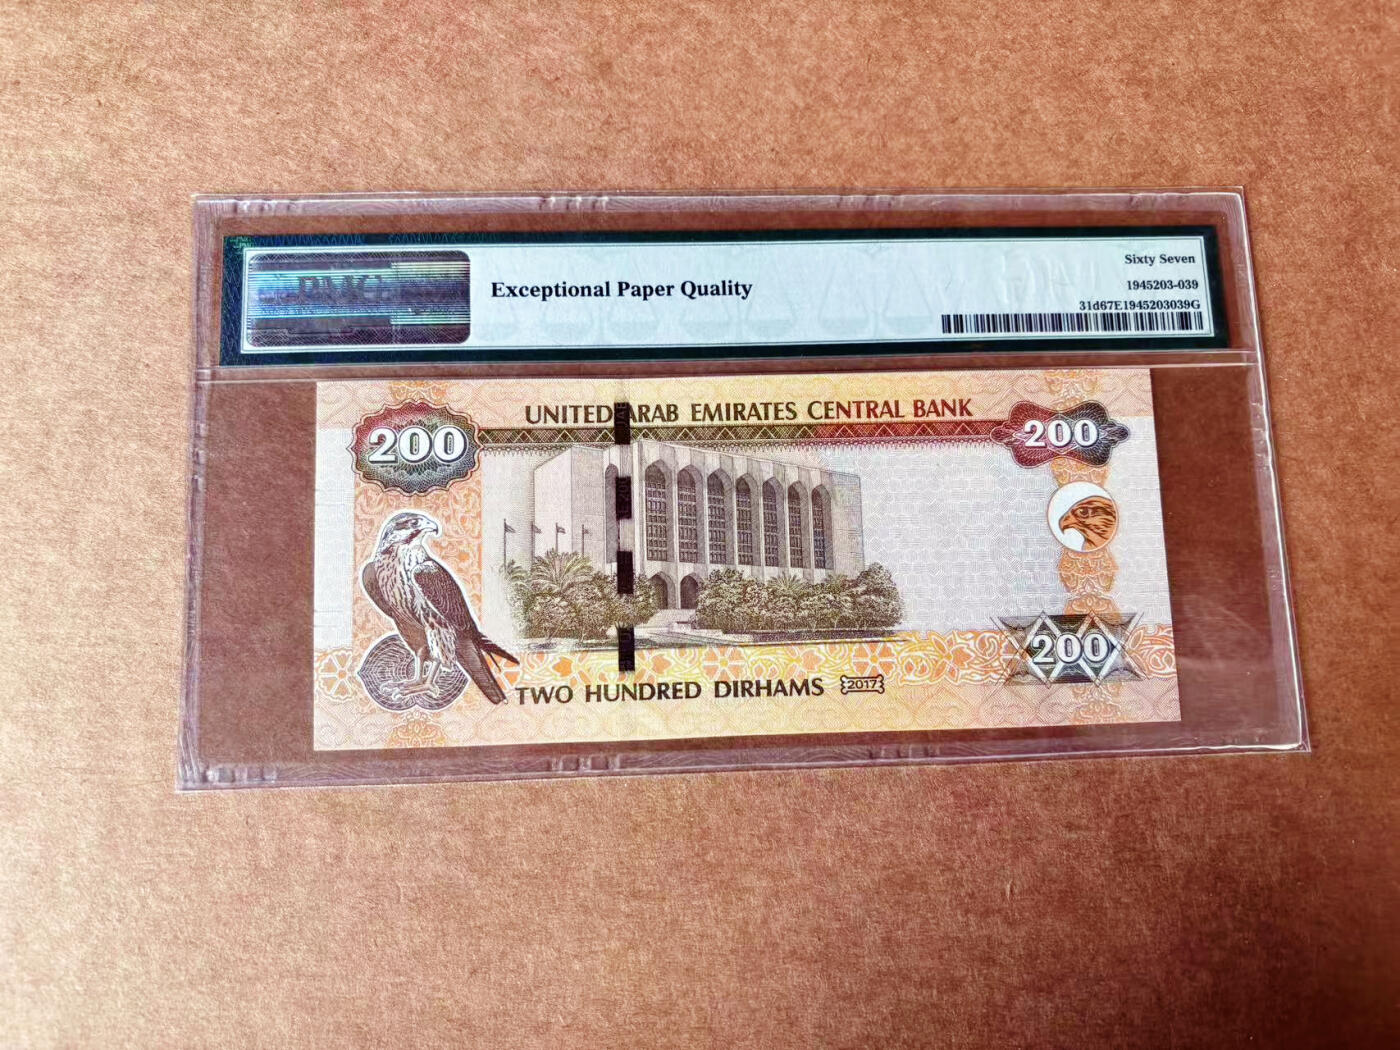 Exceptional Paper Quality
Sixty Seven
1945203-039
31d67E1945203039G
UNITED ARAB EMIRATES CENTRAL BANK
200
200
200
TWO HUNDRED DIRHAMS 2017